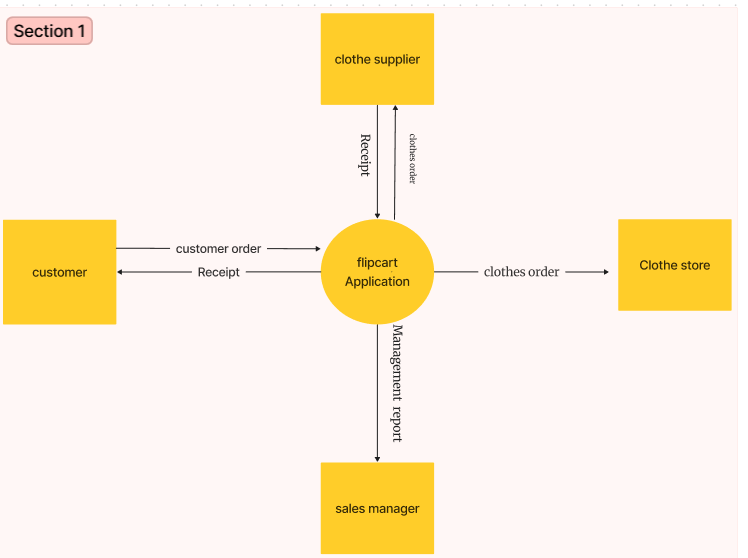 Section 1
clothe supplier
Receipt
clothes order
customer
customer order
Receipt
flipcart
Application
clothes order
Clothe store
Management report
sales manager